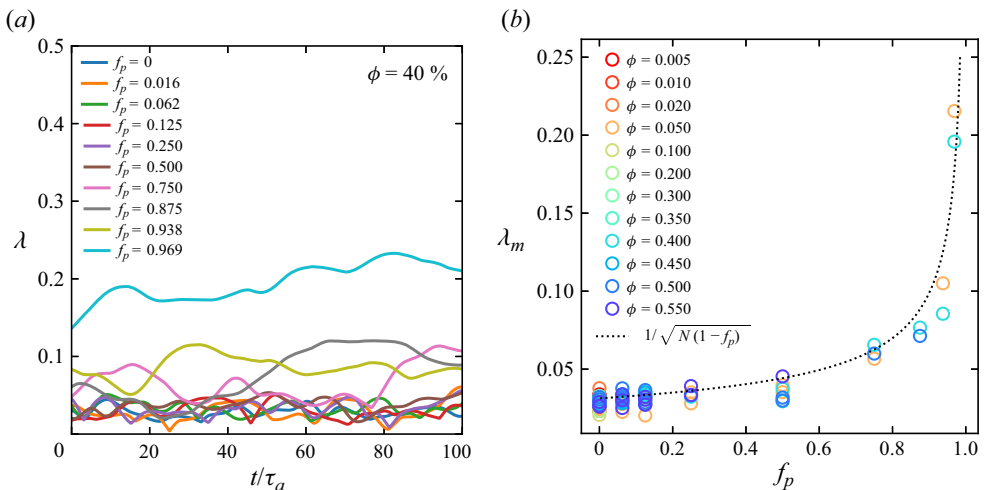 (a)
0.5
0.4
0.3
0.2
0.1
0
λ
f_p = 0
f_p = 0.016
f_p = 0.062
f_p = 0.125
f_p = 0.250
f_p = 0.500
f_p = 0.750
f_p = 0.875
f_p = 0.938
f_p = 0.969
ϕ = 40 %
20 40 60 80 100
t/τ_a
(b)
0.25
0.20
0.15
0.10
0.05
λ_m
ϕ = 0.005
ϕ = 0.010
ϕ = 0.020
ϕ = 0.050
ϕ = 0.100
ϕ = 0.200
ϕ = 0.300
ϕ = 0.350
ϕ = 0.400
ϕ = 0.450
ϕ = 0.500
ϕ = 0.550
1/√N(1−f_p)
0 0.2 0.4 0.6 0.8 1.0
f_p